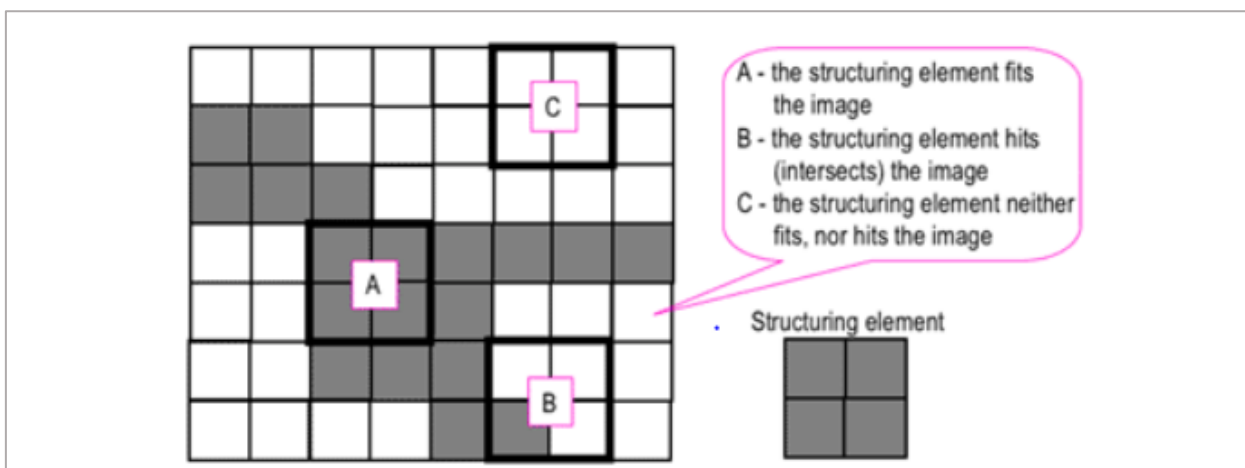 C
A - the structuring element fits
the image
B - the structuring element hits
(intersects) the image
C - the structuring element neither
fits, nor hits the image
A
Structuring element
B